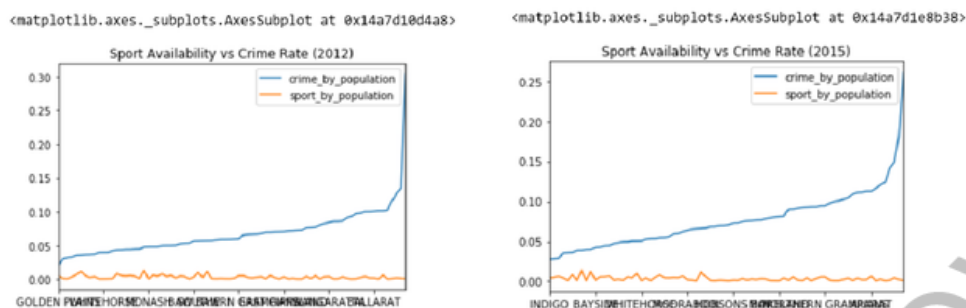 <matplotlib.axes._subplots.AxesSubplot at 0x14a7d10d4a8>
Sport Availability vs Crime Rate (2012)
crime_by_population
sport_by_population
0.30
0.25
0.20
0.15
0.10
0.05
0.00
GOLDEN
<matplotlib.axes._subplots.AxesSubplot at 0x14a7d1e8b38>
Sport Availability vs Crime Rate (2015)
crime_by_population
sport_by_population
0.25
0.20
0.15
0.10
0.05
0.00
INDIGO BAYSIDE